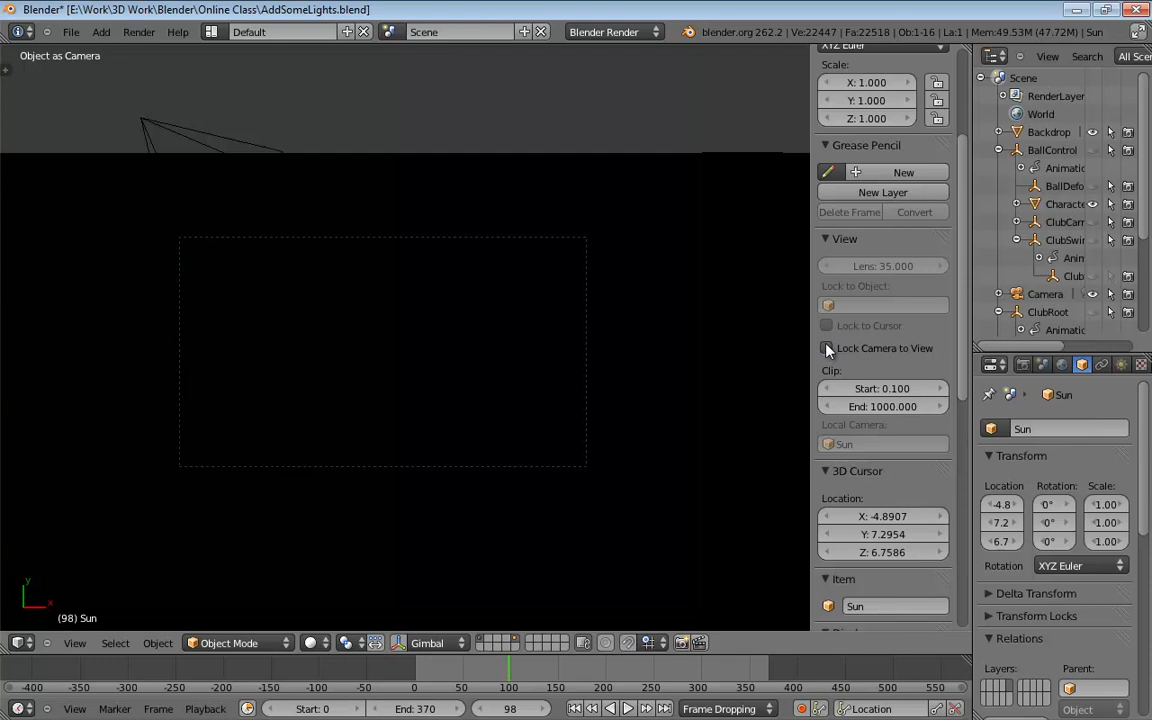 Blender* [E:\Work\3D Work\Blender\Online Class\AddSomeLights.blend]
File Add Render Help Default Scene Blender Render blender.org 262.2 | Ve:22447 | Fa:22518 | Ob:1-16 | La:1 | Mem:49.53M (47.72M) | Sun
Object as Camera
XYZ Euler
Scale:
X: 1.000
Y: 1.000
Z: 1.000
Grease Pencil
New
New Layer
Delete Frame Convert
View
Lens: 35.000
Lock to Object:
Lock to Cursor
Lock Camera to View
Clip:
Start: 0.100
End: 1000.000
Local Camera:
Sun
3D Cursor
Location:
X: -4.8907
Y: 7.2954
Z: 6.7586
Item
Sun
View Search All Sce
Scene
RenderLayer
World
Backdrop
BallControl
Animatic
BallDefo
Characte
ClubCarr
ClubSwin
Anin
Club
Camera
ClubRoot
Animatic
Sun
Sun
Transform
Location: Rotation: Scale:
-4.8 0° 1.00
7.2 0° 1.00
6.7 0° 1.00
Rotation XYZ Euler
Delta Transform
Transform Locks
Relations
Layers: Parent:
Object
y
x
(98) Sun
View Select Object Object Mode Gimbal
-400 -350 -300 -250 -200 -150 -100 -50 0 50 100 150 200 250 300 350 400 450 500 550
View Marker Frame Playback Start: 0 End: 370 98 Frame Dropping Location